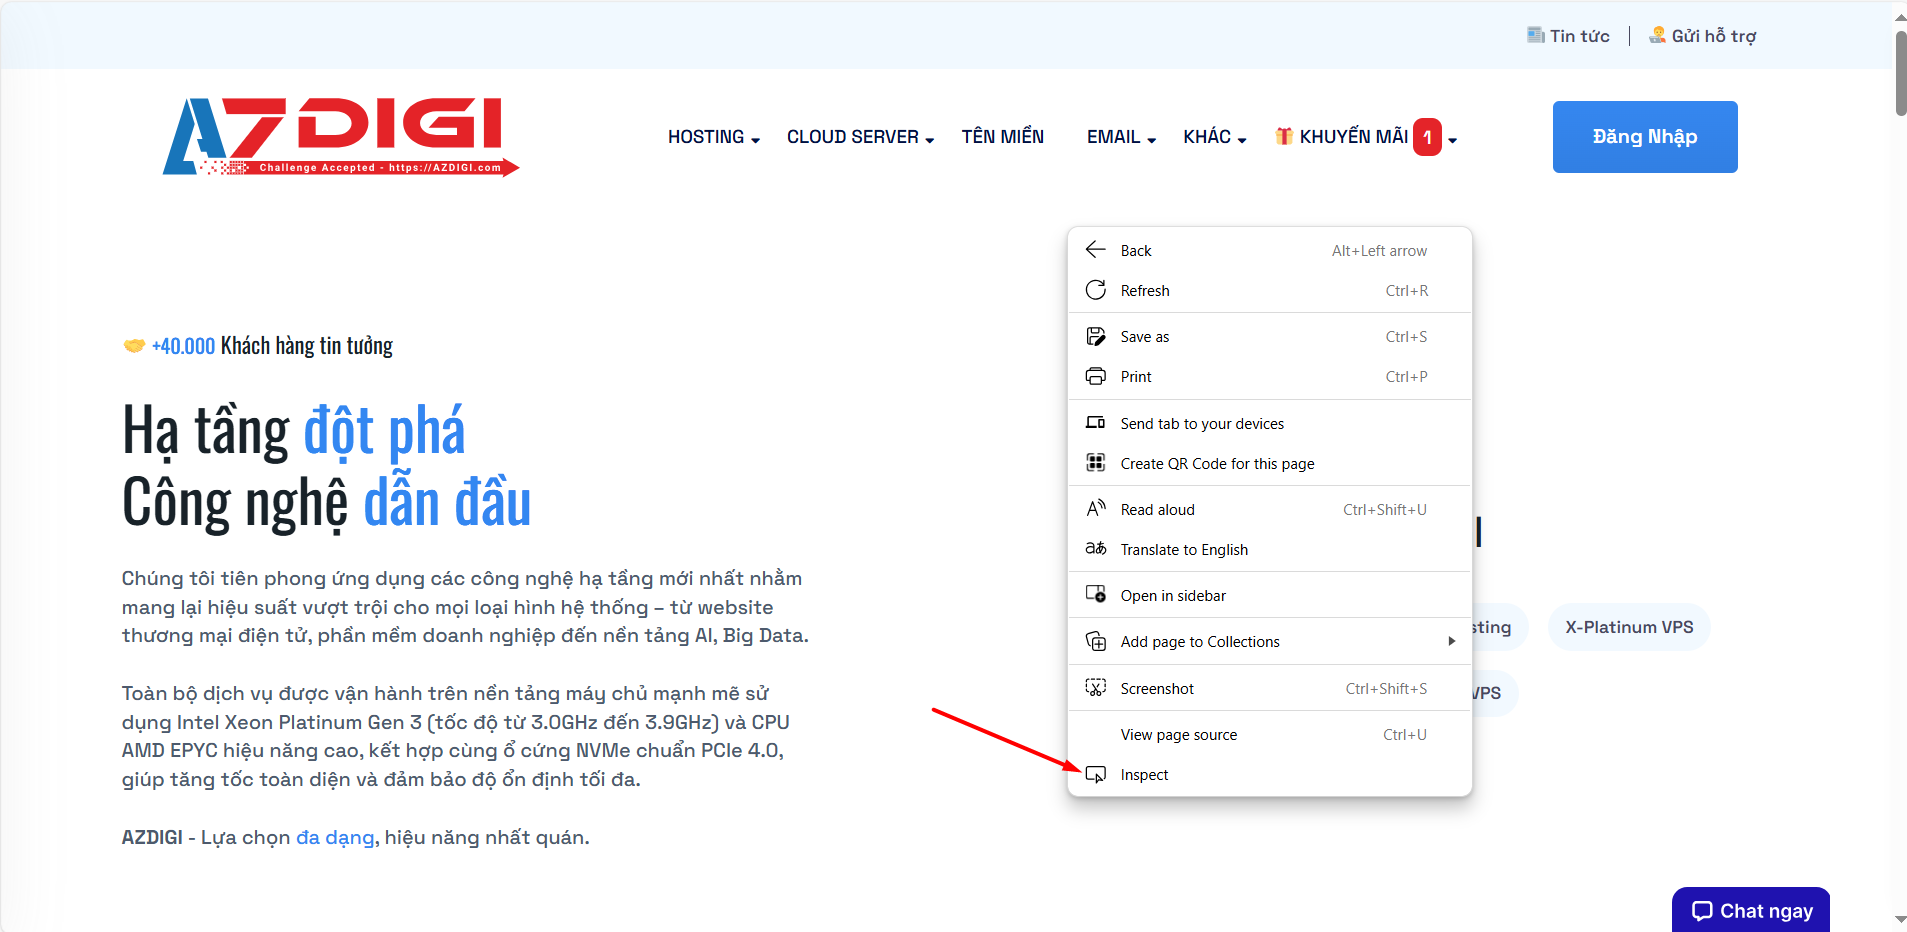 Tin tức
Gửi hỗ trợ
AZDIGI
Challenge Accepted - https://AZDIGI.com
HOSTING
CLOUD SERVER
TÊN MIỀN
EMAIL
KHÁC
KHUYẾN MÃI 1
Đăng Nhập
+40.000 Khách hàng tin tưởng
Hạ tầng đột phá
Công nghệ dẫn đầu
Chúng tôi tiên phong ứng dụng các công nghệ hạ tầng mới nhất nhằm
mang lại hiệu suất vượt trội cho mọi loại hình hệ thống – từ website
thương mại điện tử, phần mềm doanh nghiệp đến nền tảng AI, Big Data.
Toàn bộ dịch vụ được vận hành trên nền tảng máy chủ mạnh mẽ sử
dụng Intel Xeon Platinum Gen 3 (tốc độ từ 3.0GHz đến 3.9GHz) và CPU
AMD EPYC hiệu năng cao, kết hợp cùng ổ cứng NVMe chuẩn PCIe 4.0,
giúp tăng tốc toàn diện và đảm bảo độ ổn định tối đa.
AZDIGI - Lựa chọn đa dạng, hiệu năng nhất quán.
Back Alt+Left arrow
Refresh Ctrl+R
Save as Ctrl+S
Print Ctrl+P
Send tab to your devices
Create QR Code for this page
Read aloud Ctrl+Shift+U
Translate to English
Open in sidebar
Add page to Collections
Screenshot Ctrl+Shift+S
View page source Ctrl+U
Inspect
sting
X-Platinum VPS
VPS
Chat ngay